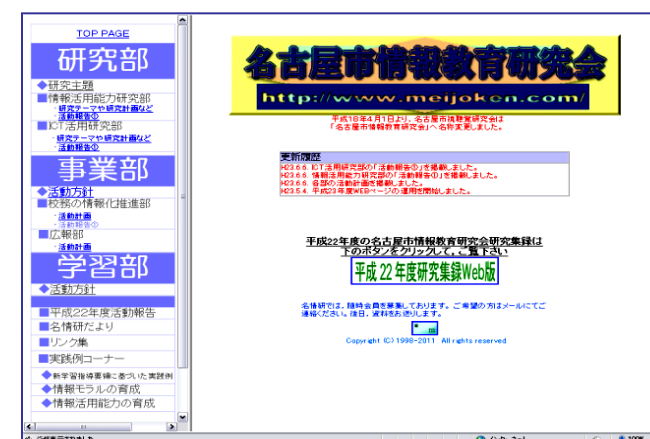 TOP PAGE
研究部
◆研究主題
■情報活用能力研究部
・研究テーマや研究計画など
・活動報告①
■ICT活用研究部
・研究テーマや研究計画など
・活動報告①
事業部
◆活動方針
■校務の情報化推進部
・活動計画
・活動報告①
■広報部
・活動計画
学習部
◆活動方針
■平成22年度活動報告
■名情研だより
■リンク集
■実践例コーナー
◆新学習指導要領に基づいた実践例
◆情報モラルの育成
◆情報活用能力の育成
名古屋市情報教育研究会
http://www.meijoken.com/
平成18年4月1日より、名古屋市視聴覚研究会は
「名古屋市情報教育研究会」へ名称変更しました。
更新履歴
H23.6.6. ICT活用研究部の「活動報告①」を掲載しました。
H23.6.6. 情報活用能力研究部の「活動報告①」を掲載しました。
H23.6.6. 各部の活動計画を掲載しました。
H23.5.4. 平成23年度WEBページの運用を開始しました。
平成22年度の名古屋市情報教育研究会研究集録は
下のボタンをクリックして、ご覧下さい
平成22年度研究集録Web版
名情研では、随時会員を募集しております。ご希望の方はメールにてご
連絡ください。後日、資料をお送りします。
Copyright (C) 1998-2011 All rights reserved